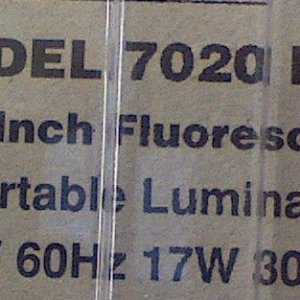 DEL 7020
Inch Fluoresc
rtable Lumina
60Hz 17W 30